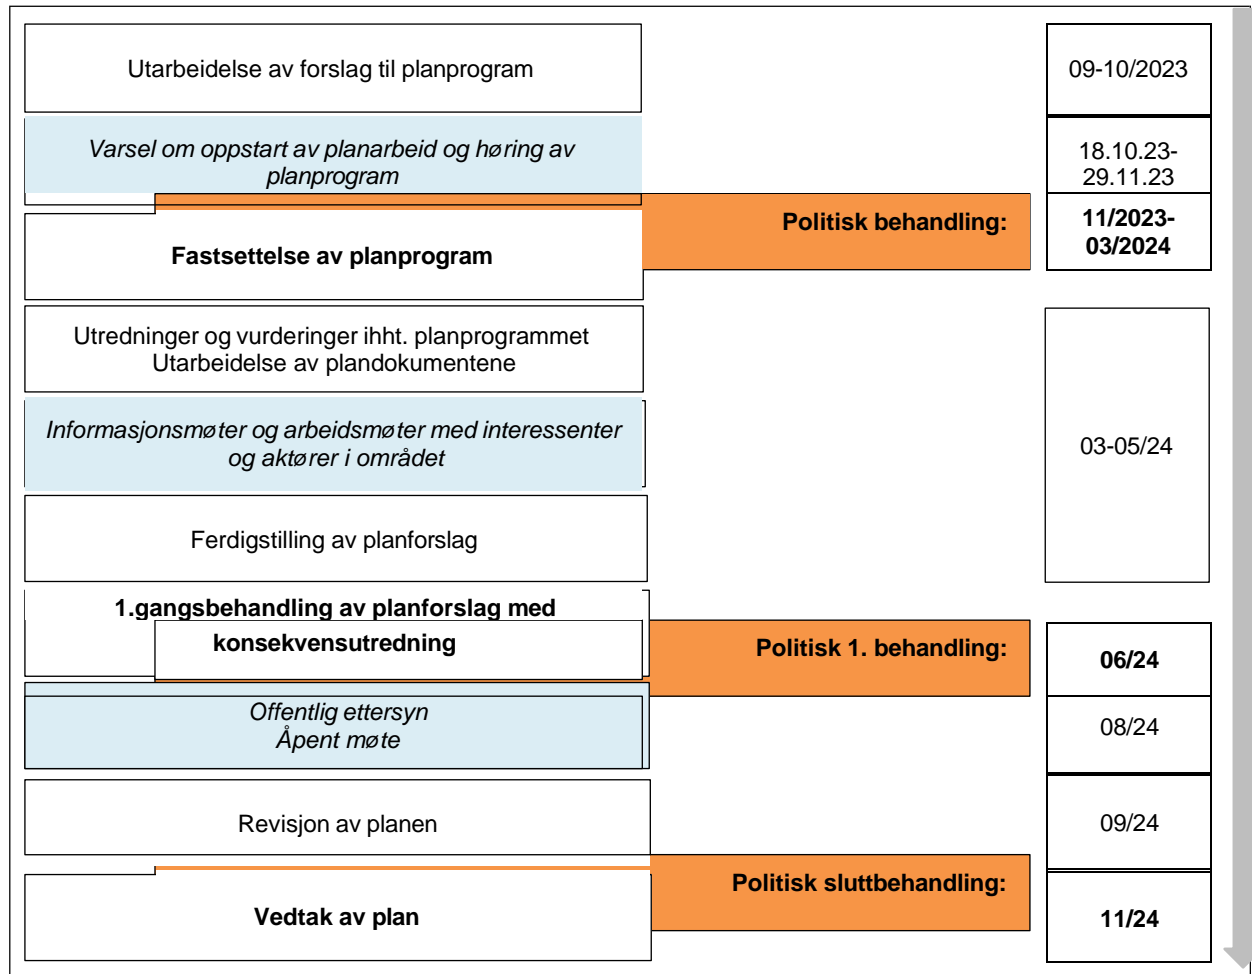 Utarbeidelse av forslag til planprogram
09-10/2023
Varsel om oppstart av planarbeid og høring av
planprogram
18.10.23-
29.11.23
Politisk behandling:
11/2023-
03/2024
Fastsettelse av planprogram
Utredninger og vurderinger ihht. planprogrammet
Utarbeidelse av plandokumentene
Informasjonsmøter og arbeidsmøter med interessenter
og aktører i området
03-05/24
Ferdigstilling av planforslag
1.gangsbehandling av planforslag med
konsekvensutredning
Politisk 1. behandling:
06/24
Offentlig ettersyn
Åpent møte
08/24
Revisjon av planen
09/24
Politisk sluttbehandling:
Vedtak av plan
11/24